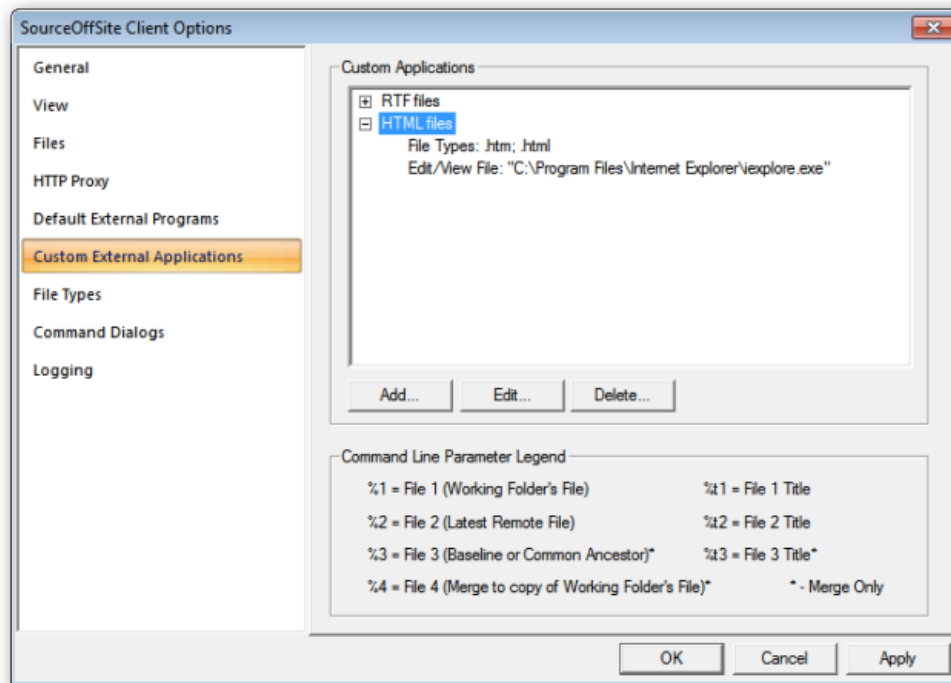 SourceOffSite Client Options
General
View
Files
HTTP Proxy
Default External Programs
Custom External Applications
File Types
Command Dialogs
Logging
Custom Applications
RTF files
HTML files
File Types: .htm; .html
Edit/View File: "C:\Program Files\Internet Explorer\iexplore.exe"
Add... Edit... Delete...
Command Line Parameter Legend
%1 = File 1 (Working Folder's File) %t1 = File 1 Title
%2 = File 2 (Latest Remote File) %t2 = File 2 Title
%3 = File 3 (Baseline or Common Ancestor)* %t3 = File 3 Title*
%4 = File 4 (Merge to copy of Working Folder's File)* * - Merge Only
OK Cancel Apply